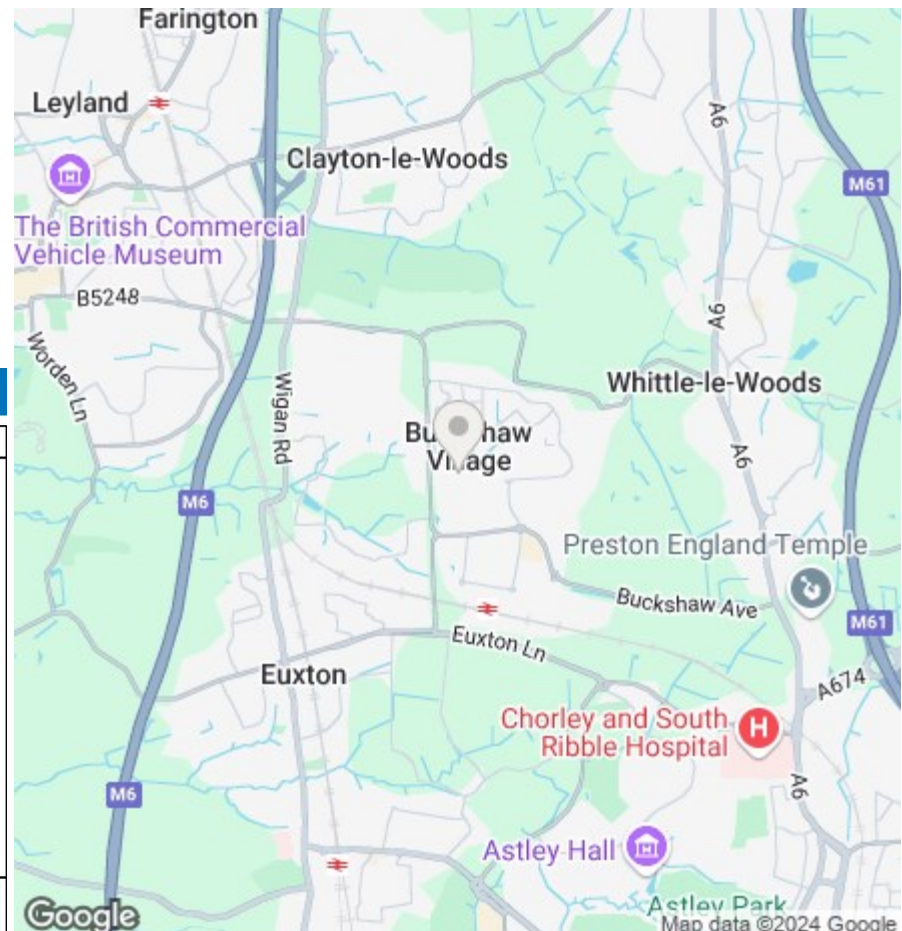 Farington
Leyland
Clayton-le-Woods
A6
M61
The British Commercial
Vehicle Museum
B5248
A6
Worden Ln
Wigan Rd
Whittle-le-Woods
Village
A6
M6
Preston England Temple
Buckshaw Ave
M61
Euxton Ln
Euxton
A674
Chorley and South
Ribble Hospital
H
M6
A6
Astley Hall
Astley Park
Google
Map data ©2024 Google